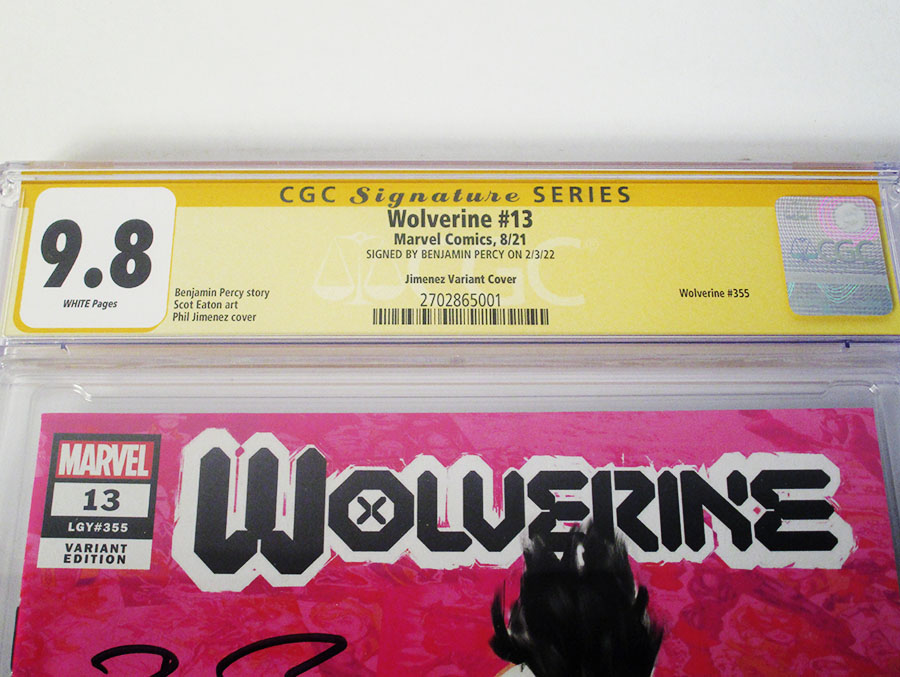 CGC Signature SERIES
9.8
WHITE Pages
Wolverine #13
Marvel Comics, 8/21
SIGNED BY BENJAMIN PERCY ON 2/3/22
Jimenez Variant Cover
2702865001
Benjamin Percy story
Scot Eaton art
Phil Jimenez cover
Wolverine #355
CGC
CGC
MARVEL
13
LGY#355
VARIANT
EDITION
WOLVERINE